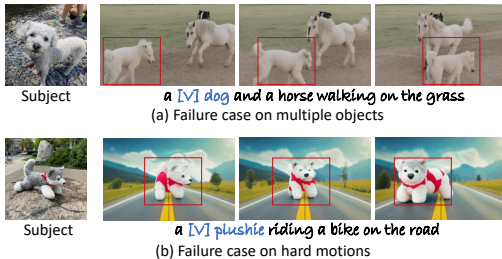 Subject
a [V] dog and a horse walking on the grass
(a) Failure case on multiple objects
Subject
a [V] plushie riding a bike on the road
(b) Failure case on hard motions